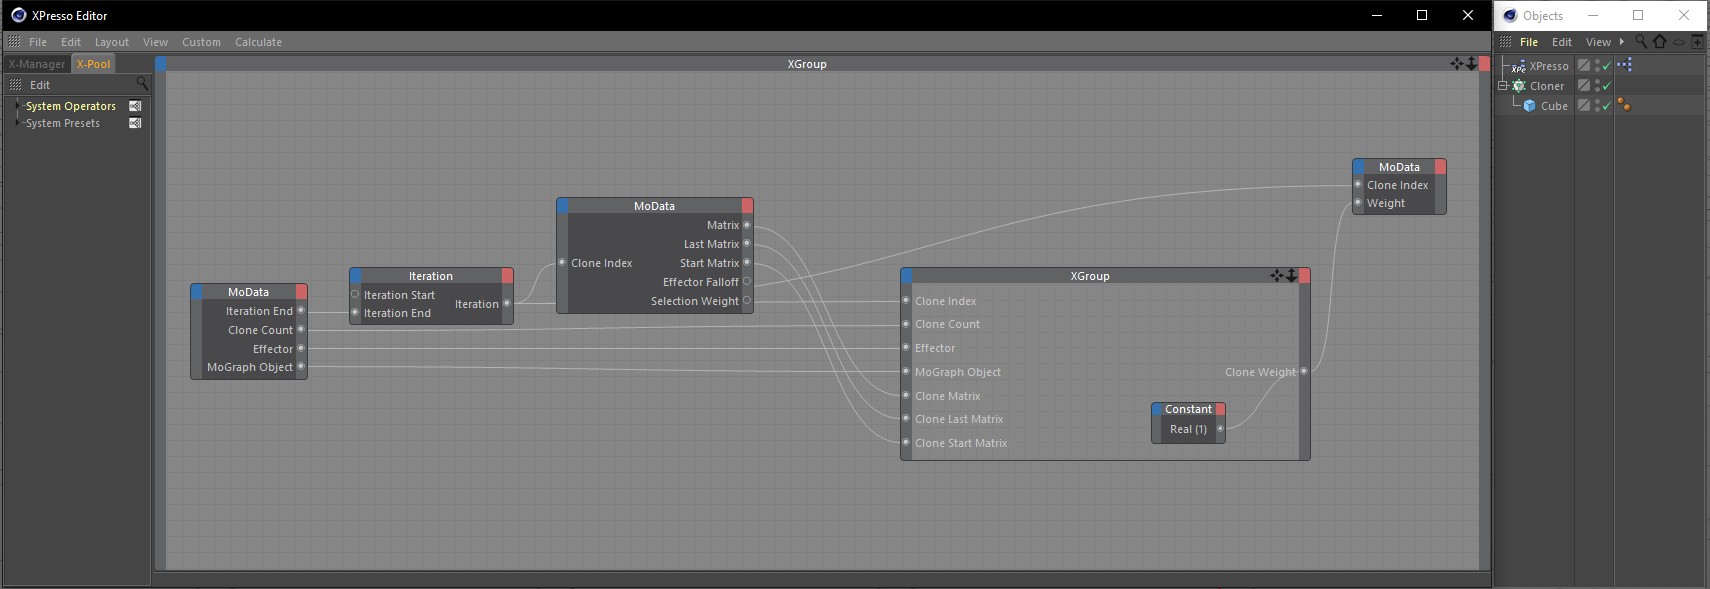 XPresso Editor
File Edit Layout View Custom Calculate
X-Manager X-Pool
Edit
System Operators
System Presets
XGroup
MoData
Iteration End
Clone Count
Effector
MoGraph Object
Iteration
Iteration Start
Iteration
Iteration End
MoData
Matrix
Last Matrix
Start Matrix
Clone Index
Effector Falloff
Selection Weight
XGroup
Clone Index
Clone Count
Effector
MoGraph Object
Clone Weight
Clone Matrix
Clone Last Matrix
Clone Start Matrix
Constant
Real (1)
MoData
Clone Index
Weight
Objects
File Edit View
XPresso
Cloner
Cube